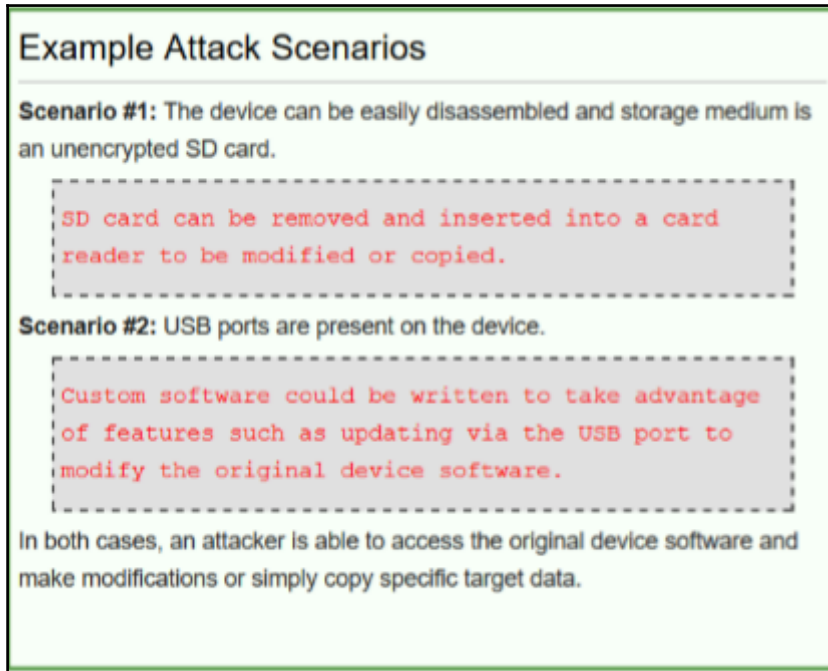 Example Attack Scenarios
Scenario #1: The device can be easily disassembled and storage medium is
an unencrypted SD card.
SD card can be removed and inserted into a card
reader to be modified or copied.
Scenario #2: USB ports are present on the device.
Custom software could be written to take advantage
of features such as updating via the USB port to
modify the original device software.
In both cases, an attacker is able to access the original device software and
make modifications or simply copy specific target data.